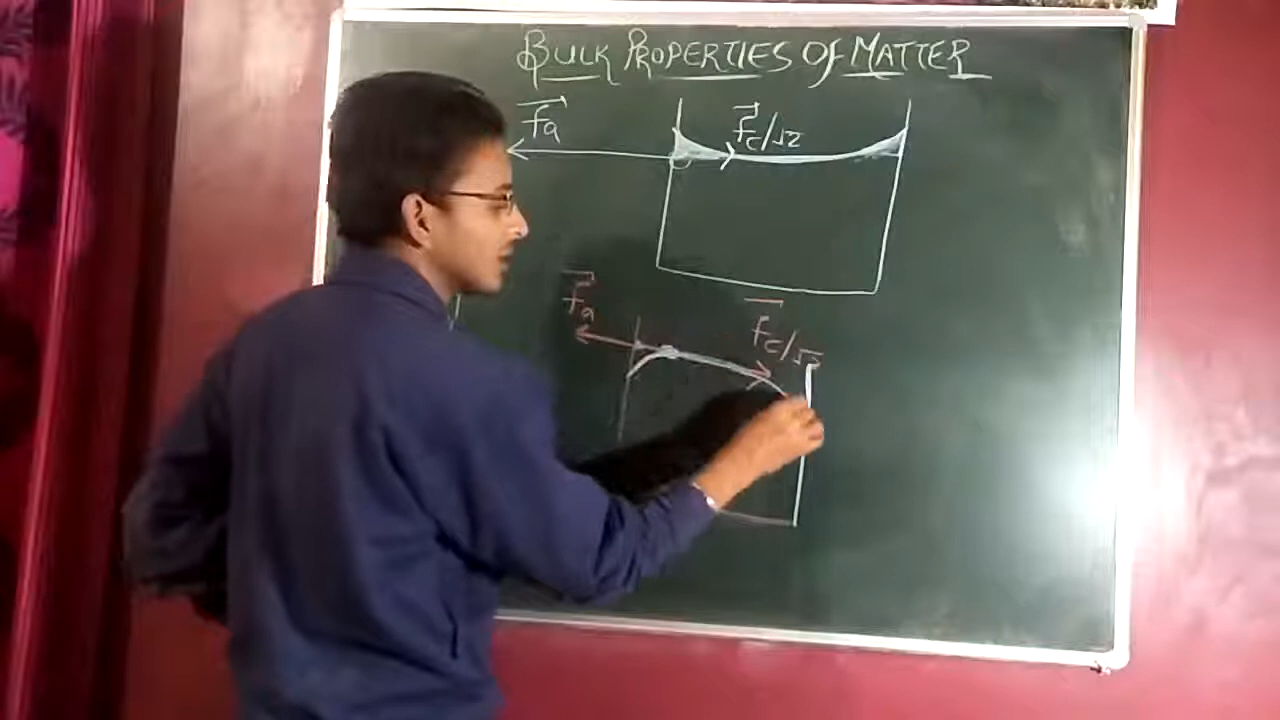 BULK PROPERTIES OF MATTER
fa
fc/√2
fa
fc/√2